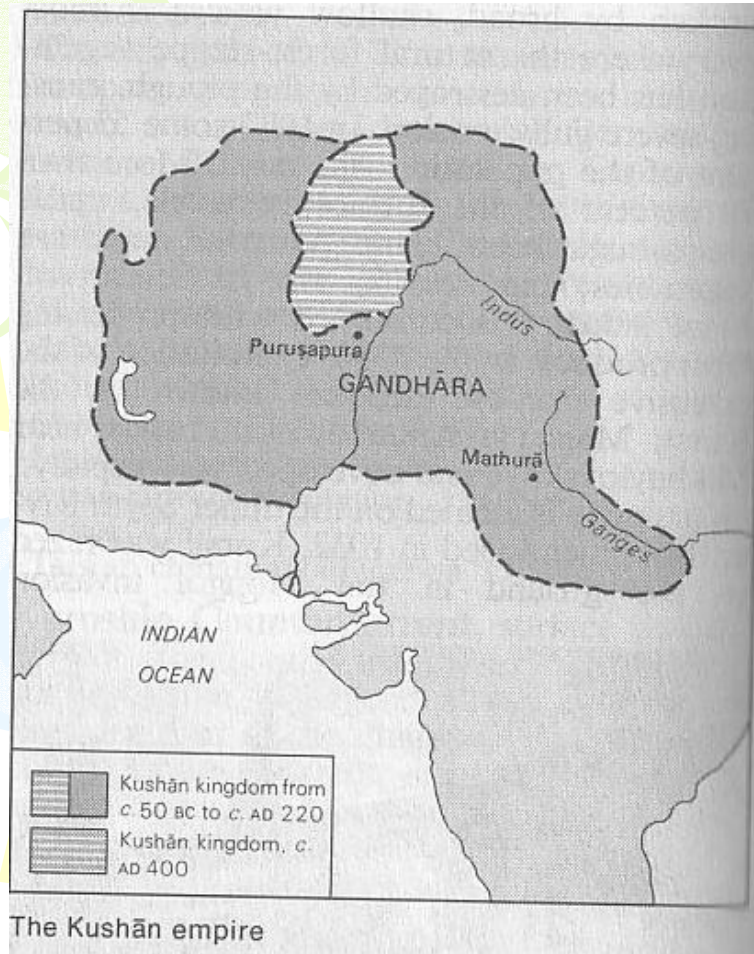 Indus
Puruṣapura
GANDHĀRA
Mathurā
Ganges
INDIAN
OCEAN
Kushān kingdom from
c. 50 BC to c. AD 220
Kushān kingdom, c.
AD 400
The Kushān empire